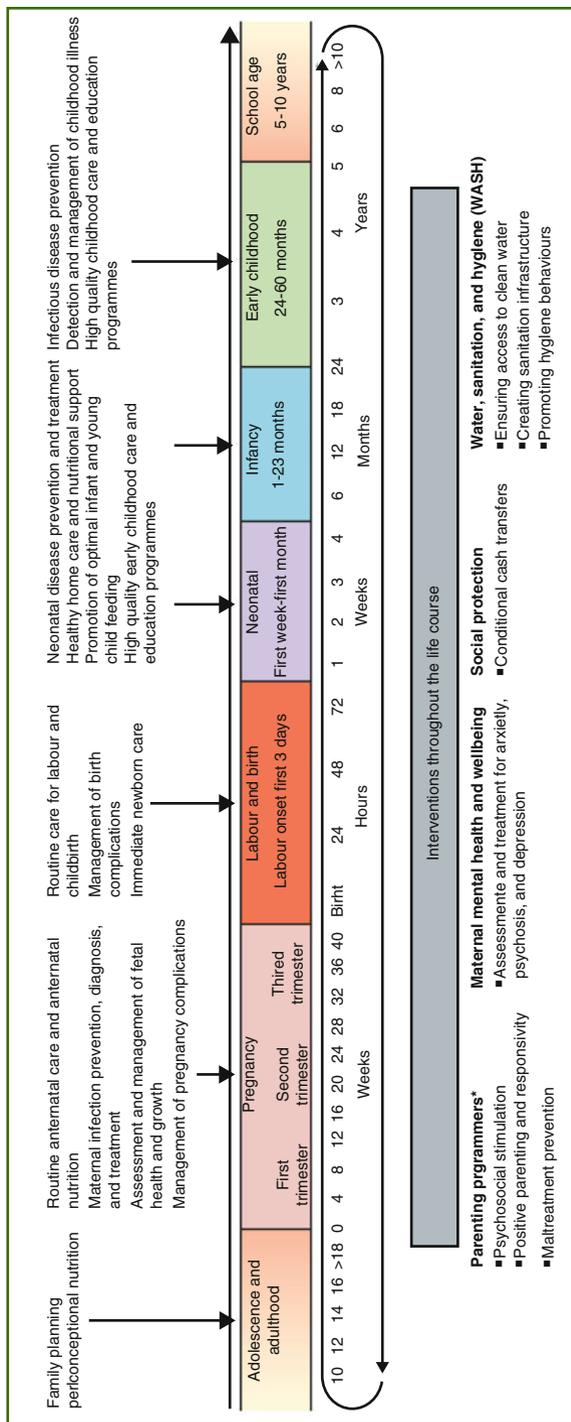 Family planning
perlconceptional nutrition
Routine anternatal care and anternatal
nutrition
Maternal infection prevention, diagnosis,
and treatment
Assessment and management of fetal
health and growth
Management of pregnancy complications
Routine care for labour and
childbirth
Management of birth
complications
Immediate newborn care
Neonatal disease prevention and treatment
Healthy home care and nutritional support
Promotion of optimal infant and young
child feeding
High quality early childhood care and
education programmes
Infectious disease prevention
Detection and management of childhood illness
High quality childhood care and education
programmes
Adolescence and
adulthood
Pregnancy
First
trimester
Second
trimester
Thired
trimester
Labour and birth
Labour onset first 3 days
Neonatal
First week-first month
Infancy
1-23 months
Early childhood
24-60 months
School age
5-10 years
10 12 14 16 >18 0 4 8 12 16 20 24 28 32 36 40 Birht 24 48 72 1 2 3 4 6 12 18 24 3 4 5 6 8 >10
Weeks Hours Weeks Months Years
Interventions throughout the life course
Parenting prgrammers*
▪Psychosocial stimulation
▪Positive parenting and responsivity
▪Maltreatment prevention
Maternal mental health and wellbeing
▪Assessmente and treatment for arxietly,
psychosis, and depression
Social protection
▪Conditional cash transfers
Water, sanitation, and hygiene (WASH)
▪Ensuring access to clean water
▪Creating sanitation infrastructure
▪Promoting hygiene behaviours